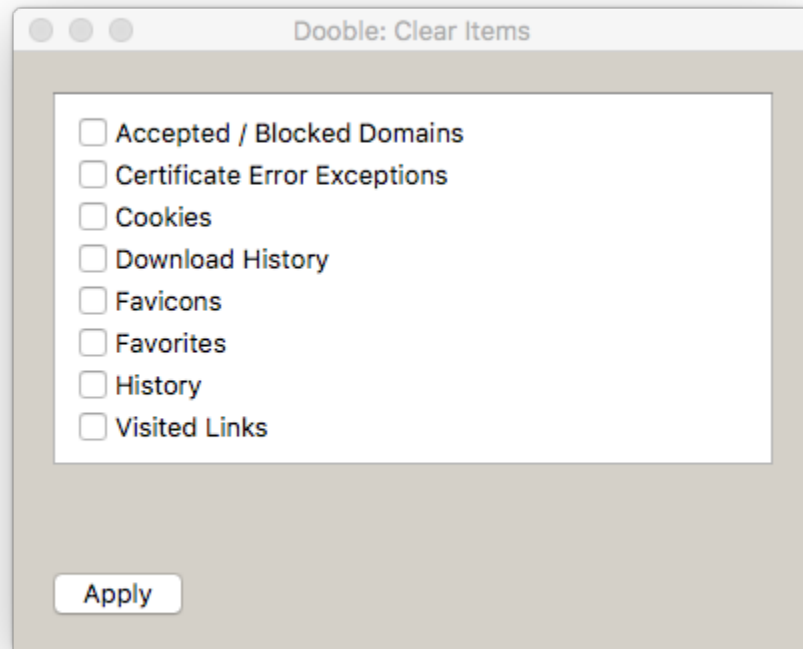 Dooble: Clear Items
Accepted / Blocked Domains
Certificate Error Exceptions
Cookies
Download History
Favicons
Favorites
History
Visited Links
Apply